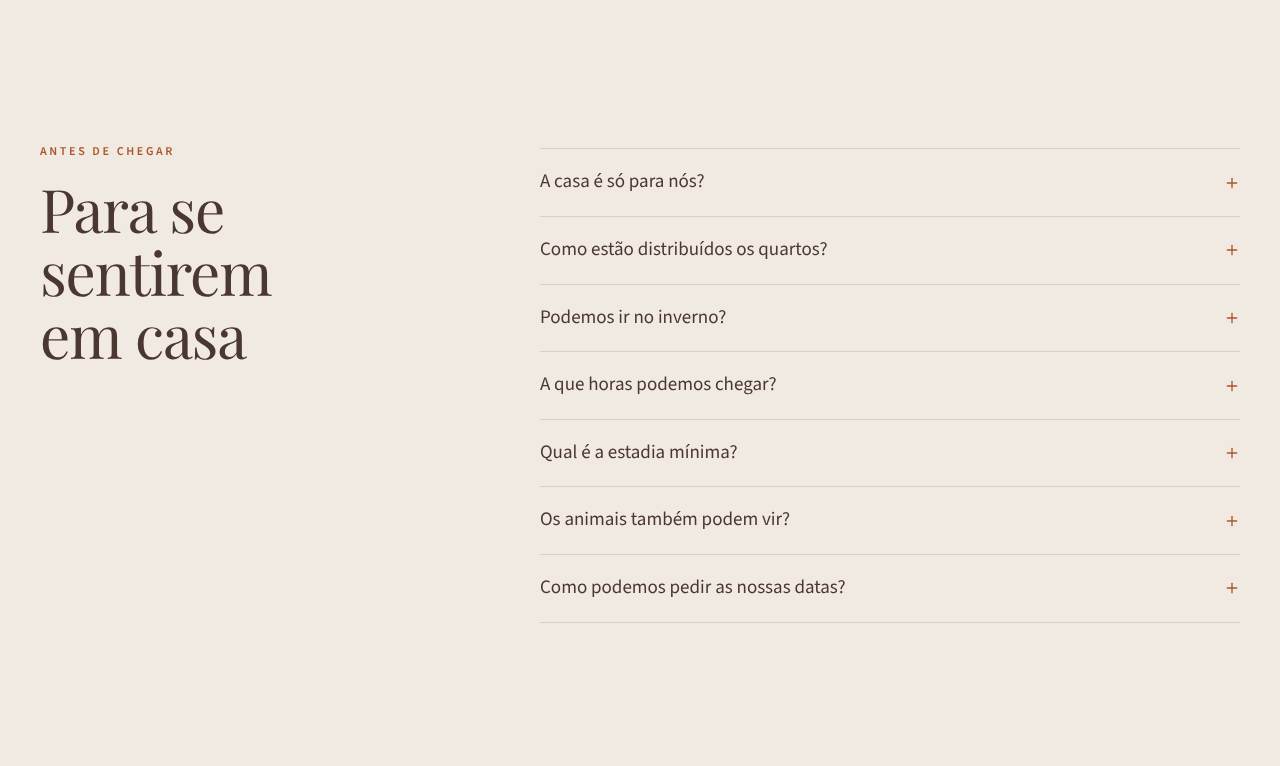 ANTES DE CHEGAR
Para se
sentirem
em casa
A casa é só para nós?
Como estão distribuídos os quartos?
Podemos ir no inverno?
A que horas podemos chegar?
Qual é a estadia mínima?
Os animais também podem vir?
Como podemos pedir as nossas datas?